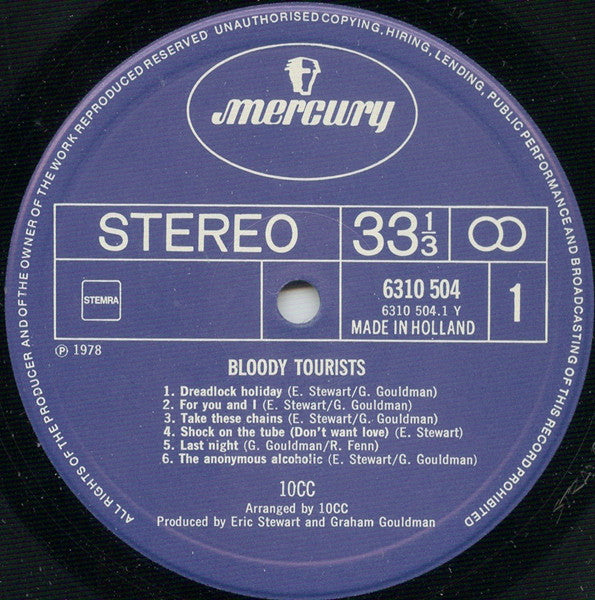 ALL RIGHTS OF THE PRODUCER AND OF THE OWNER OF THE WORK REPRODUCED RESERVED UNAUTHORISED COPYING, HIRING, LENDING, PUBLIC PERFORMANCE AND BROADCASTING OF THIS RECORD PROHIBITED
mercury
STEREO 33 1/3
STEMRA
6310 504
6310 504.1 Y
MADE IN HOLLAND
1
Ⓟ 1978
BLOODY TOURISTS
1. Dreadlock holiday (E. Stewart/G. Gouldman)
2. For you and I (E. Stewart/G. Gouldman)
3. Take these chains (E. Stewart/G. Gouldman)
4. Shock on the tube (Don't want love) (E. Stewart)
5. Last night (G. Gouldman/R. Fenn)
6. The anonymous alcoholic (E. Stewart/G. Gouldman)
10CC
Arranged by 10CC
Produced by Eric Stewart and Graham Gouldman